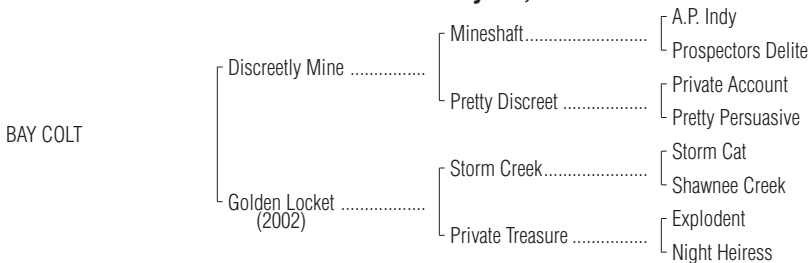 A.P. Indy
Mineshaft
Prospectors Delite
Discreetly Mine
Private Account
Pretty Discreet
Pretty Persuasive
BAY COLT
Storm Cat
Storm Creek
Shawnee Creek
Golden Locket
(2002)
Explodent
Private Treasure
Night Heiress